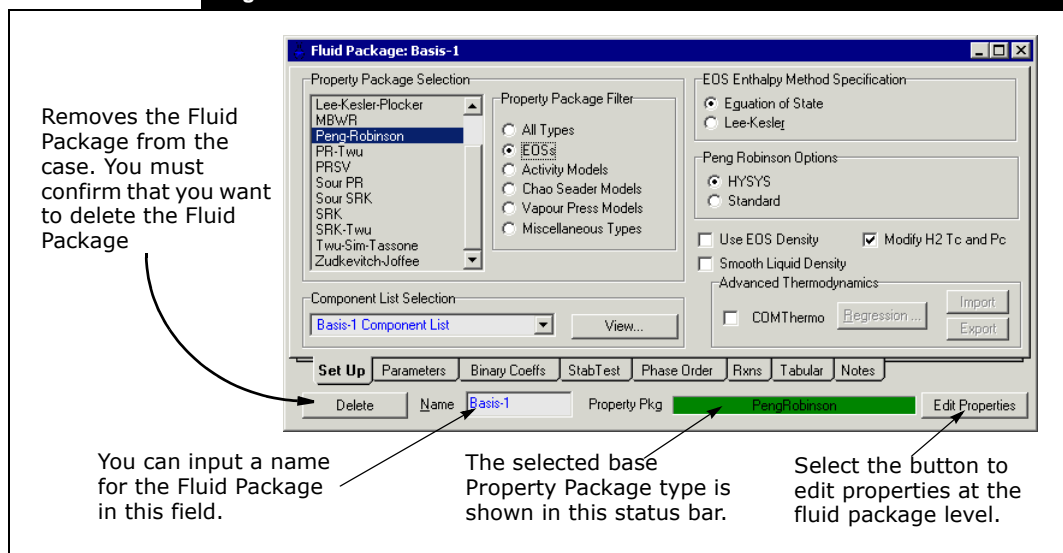 Fluid Package: Basis-1
Property Package Selection
Lee-Kesler-Plocker
MBWR
Peng-Robinson
PR-Twu
PRSV
Sour PR
Sour SRK
SRK
SRK-Twu
Twu-Sim-Tassone
Zudkevitch-Joffee
Property Package Filter
All Types
EOSs
Activity Models
Chao Seader Models
Vapour Press Models
Miscellaneous Types
Component List Selection
Basis-1 Component List
View...
EOS Enthalpy Method Specification
Equation of State
Lee-Kesler
Peng Robinson Options
HYSYS
Standard
Use EOS Density
Modify H2 Tc and Pc
Smooth Liquid Density
Advanced Thermodynamics
COMThermo
Regression ...
Import
Export
Set Up
Parameters
Binary Coeffs
StabTest
Phase Order
Rxns
Tabular
Notes
Delete
Name
Basis-1
Property Pkg
PengRobinson
Edit Properties
Removes the Fluid
Package from the
case. You must
confirm that you want
to delete the Fluid
Package
You can input a name
for the Fluid Package
in this field.
The selected base
Property Package type is
shown in this status bar.
Select the button to
edit properties at the
fluid package level.